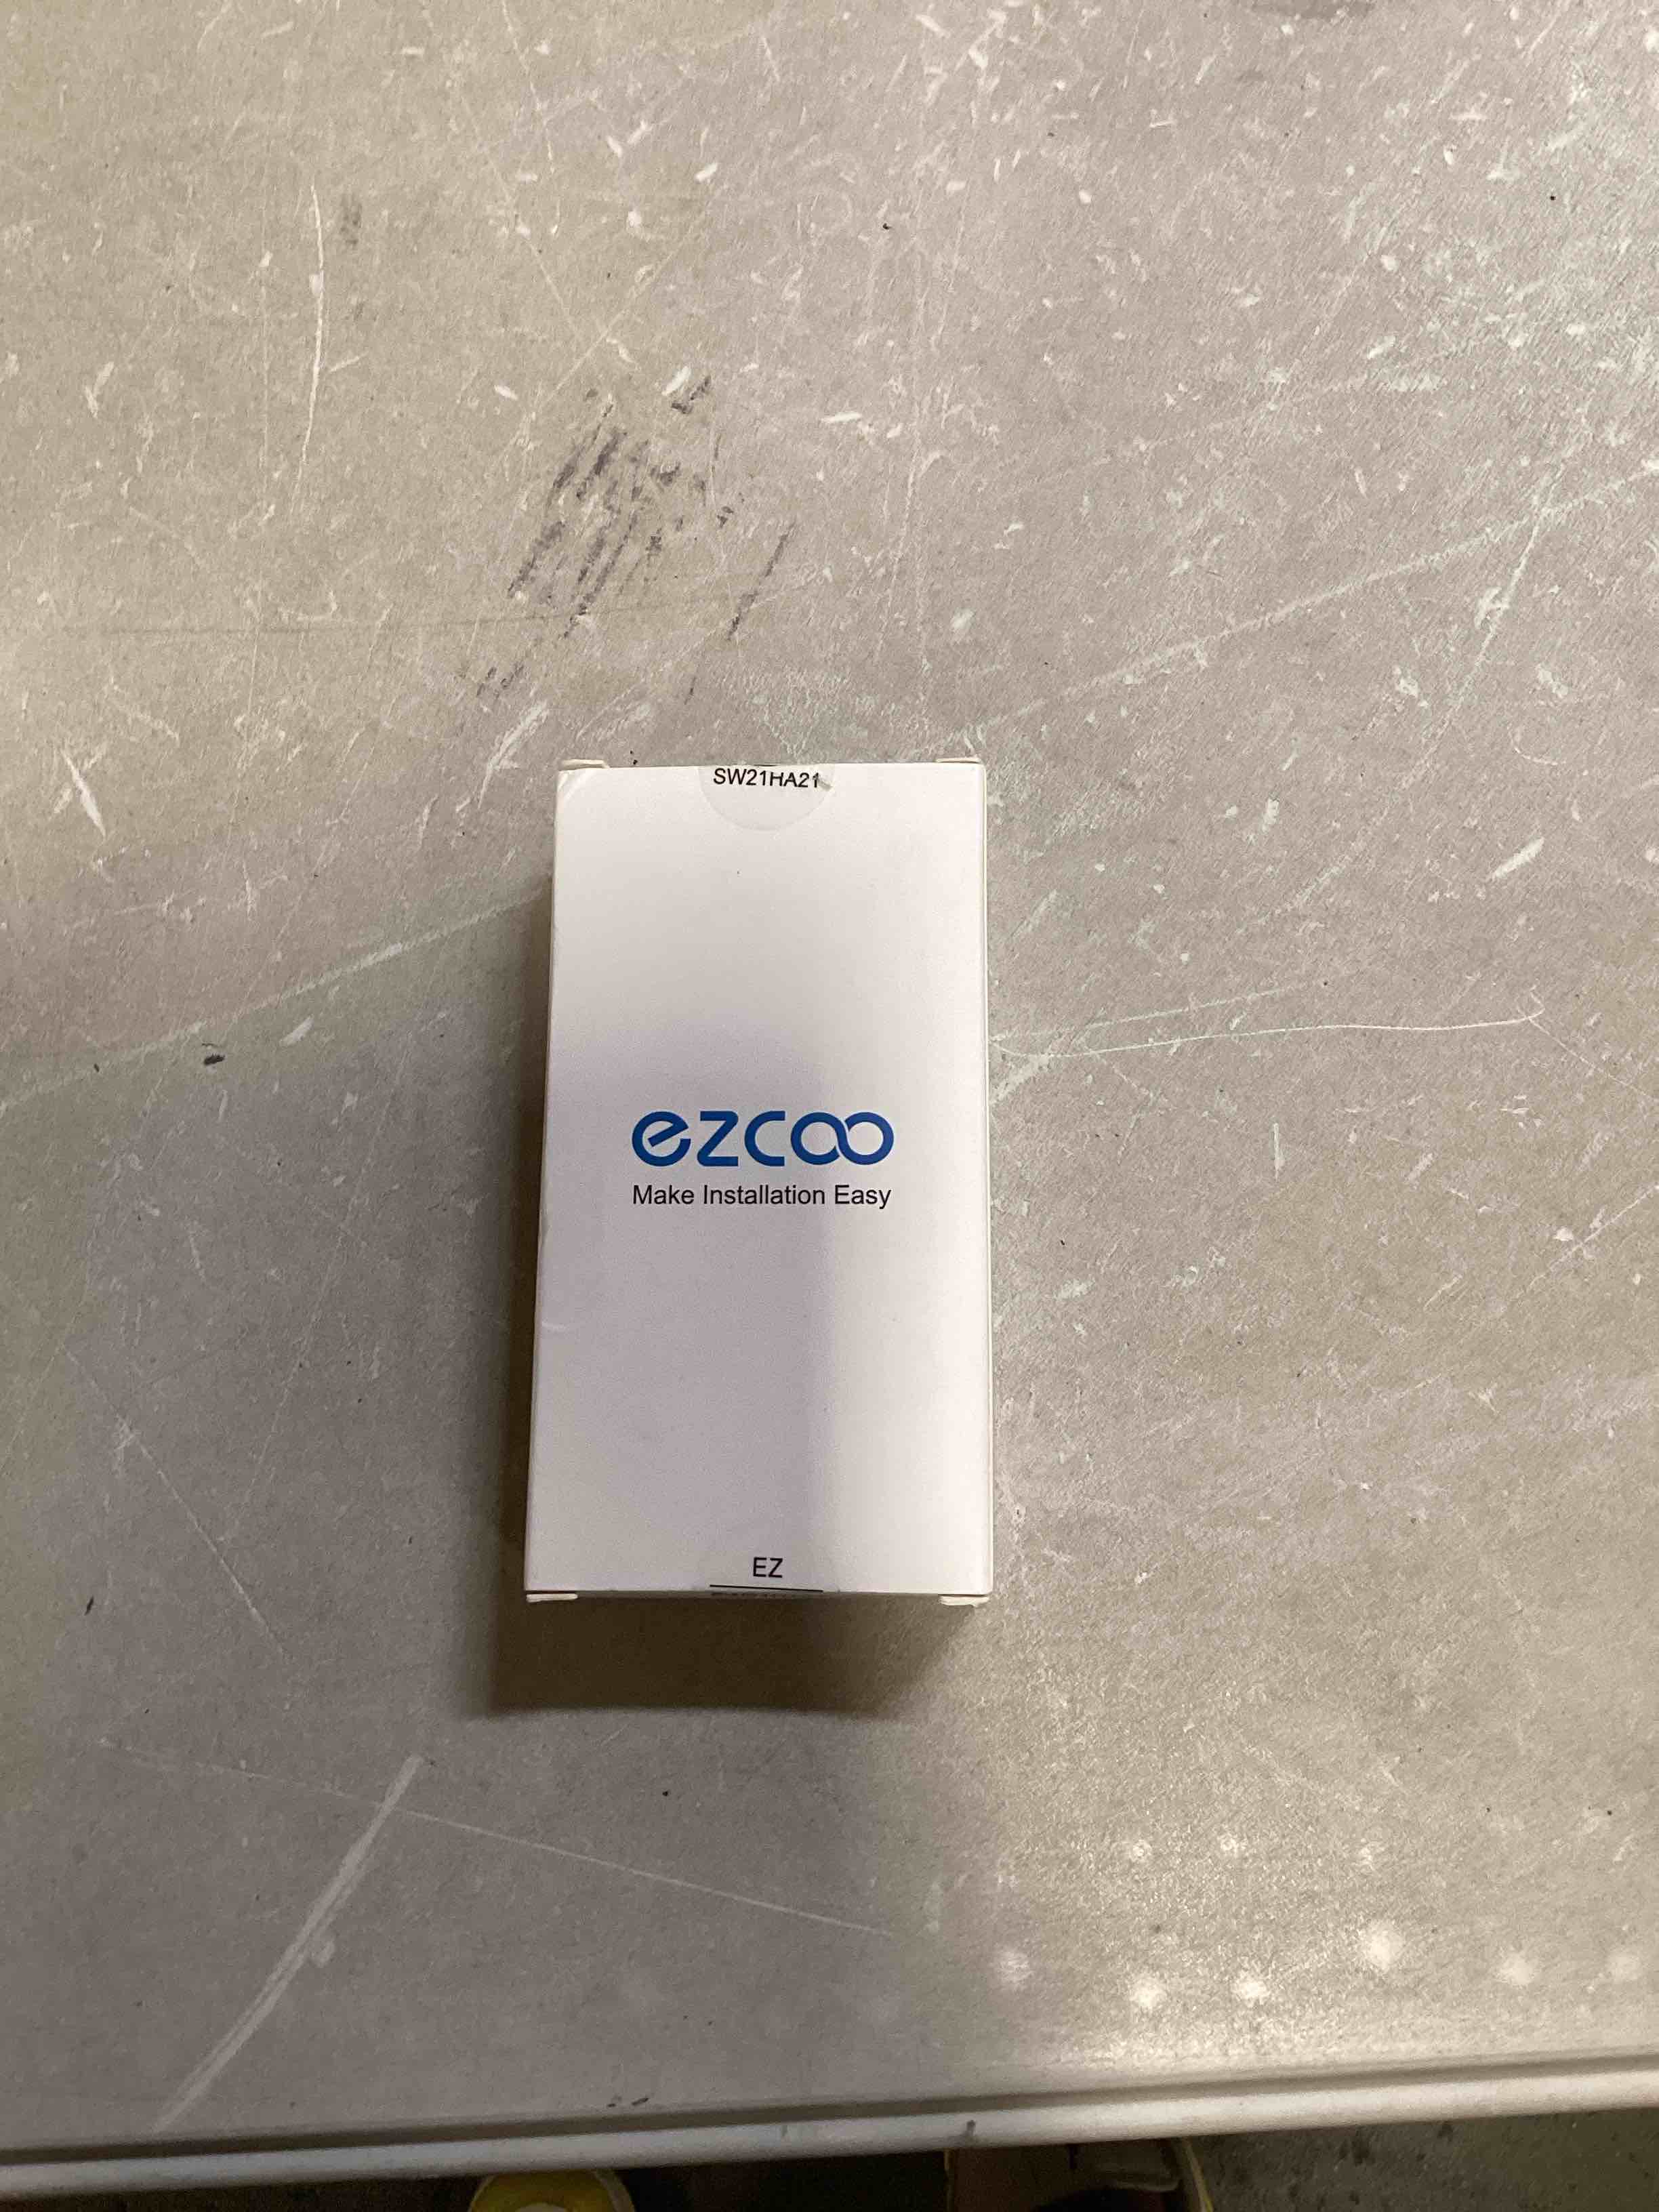 SW21HA21
ezcoo
Make Installation Easy
EZ